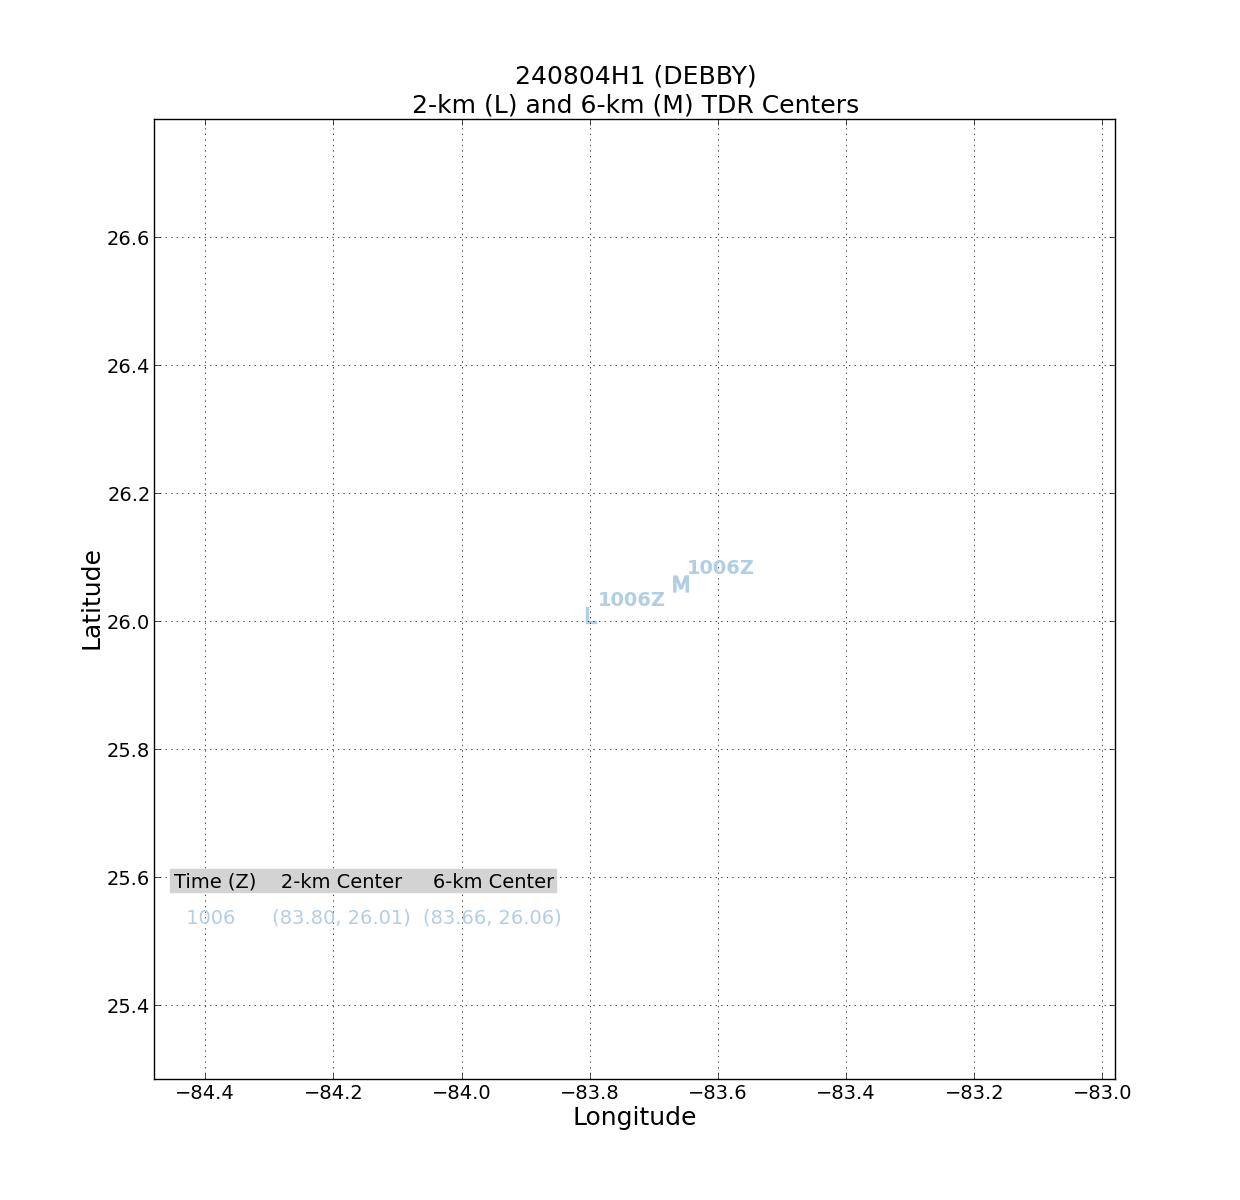 240804H1 (DEBBY)
2-km (L) and 6-km (M) TDR Centers
26.6
26.4
26.2
1006Z
M
1006Z
L
26.0
25.8
25.6
Time (Z) 2-km Center 6-km Center
1006 (83.80, 26.01) (83.66, 26.06)
25.4
Latitude
−84.4 −84.2 −84.0 −83.8 −83.6 −83.4 −83.2 −83.0
Longitude